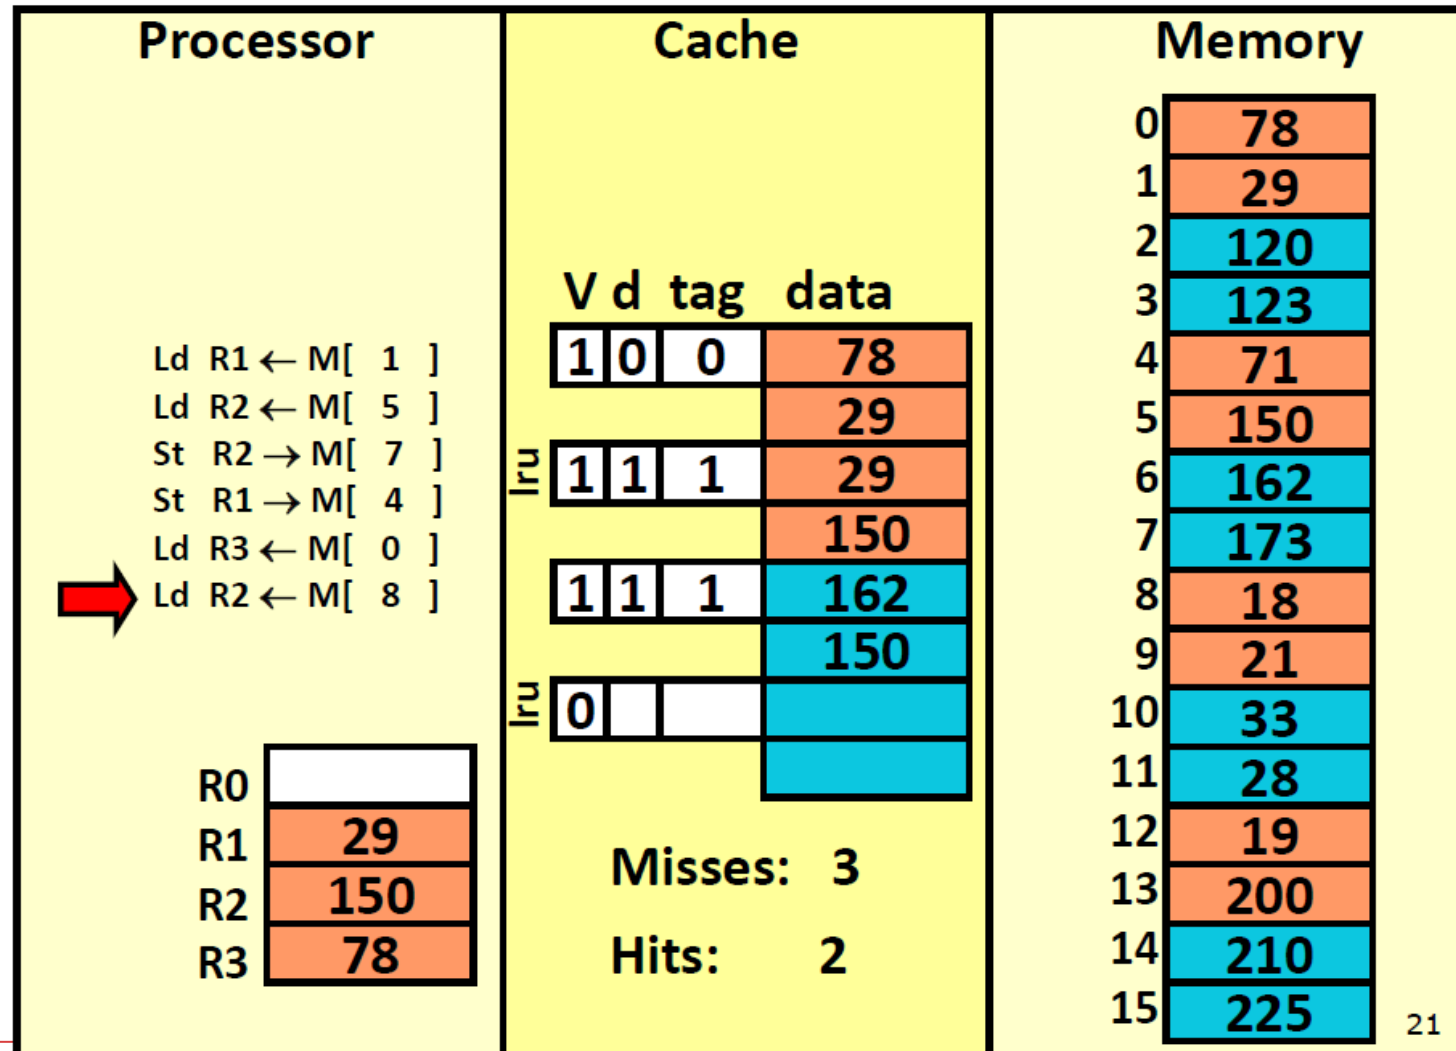 Processor
Ld R1 ← M[ 1 ]
Ld R2 ← M[ 5 ]
St R2 → M[ 7 ]
St R1 → M[ 4 ]
Ld R3 ← M[ 0 ]
Ld R2 ← M[ 8 ]
R0
R1 29
R2 150
R3 78
Cache
V d tag data
1 0 0 78
29
lru 1 1 1 29
150
1 1 1 162
150
lru 0
Misses: 3
Hits: 2
Memory
0 78
1 29
2 120
3 123
4 71
5 150
6 162
7 173
8 18
9 21
10 33
11 28
12 19
13 200
14 210
15 225
21